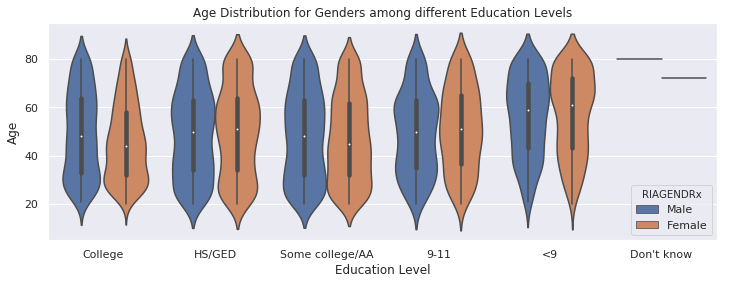 Age Distribution for Genders among different Education Levels
80
60
40
20
Age
College
HS/GED
Some college/AA
9-11
<9
Don't know
Education Level
RIAGENDRx
Male
Female